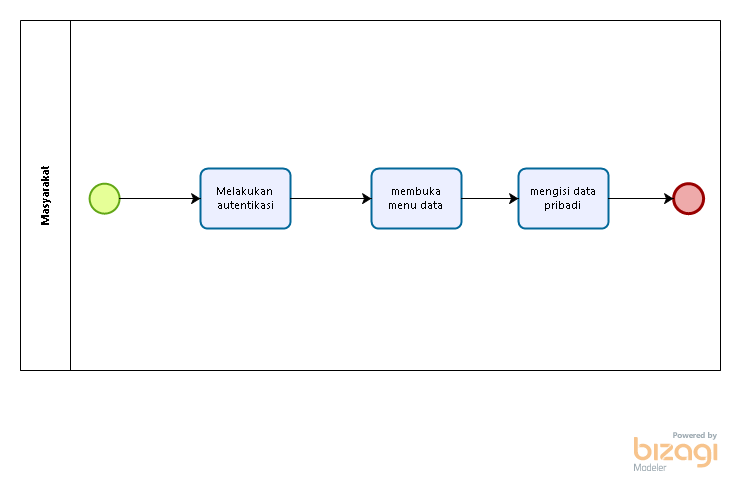 Masyarakat
Melakukan
autentikasi
membuka
menu data
mengisi data
pribadi
Powered by
bizagi
Modeler